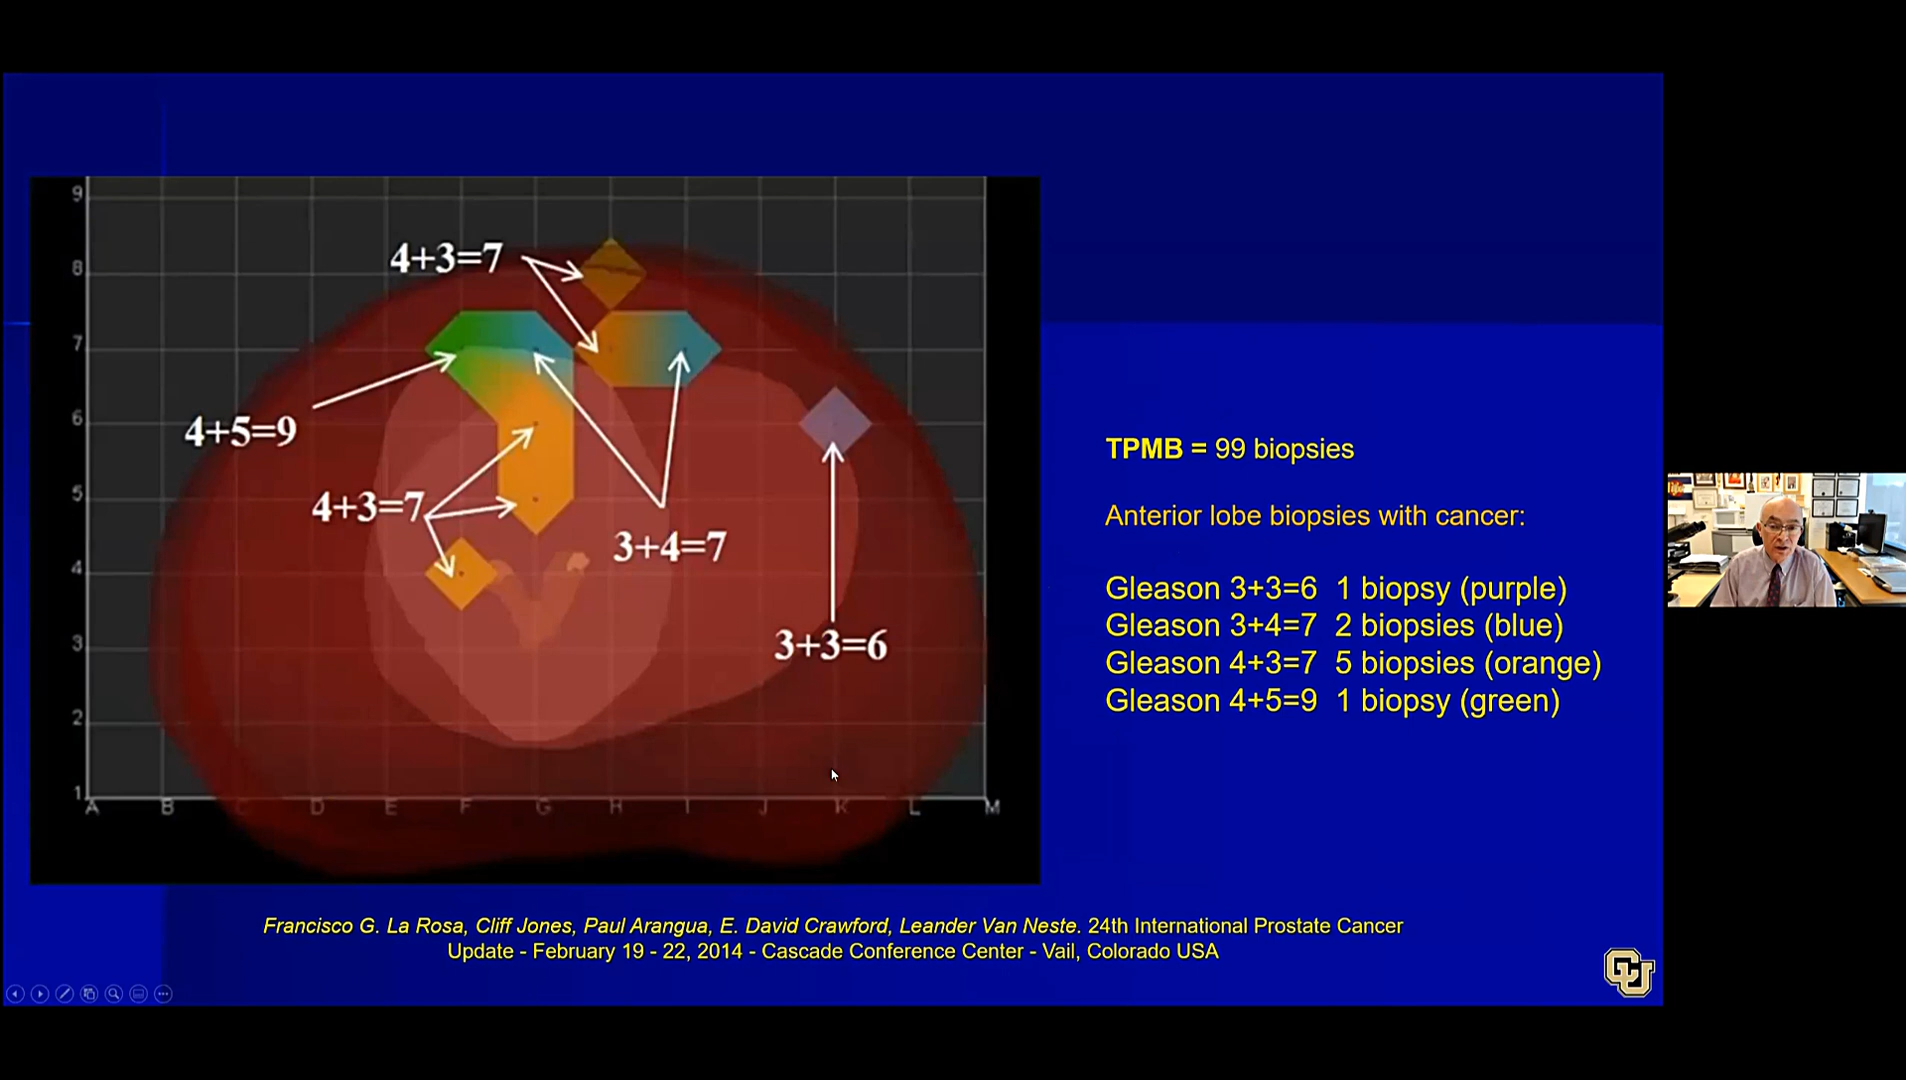 9
8
7
6
5
4
3
2
1
A B C D E F G H I J K L M
4+3=7
4+5=9
4+3=7
3+4=7
3+3=6
TPMB = 99 biopsies
Anterior lobe biopsies with cancer:
Gleason 3+3=6 1 biopsy (purple)
Gleason 3+4=7 2 biopsies (blue)
Gleason 4+3=7 5 biopsies (orange)
Gleason 4+5=9 1 biopsy (green)
Francisco G. La Rosa, Cliff Jones, Paul Arangua, E. David Crawford, Leander Van Neste. 24th International Prostate Cancer
Update - February 19 - 22, 2014 - Cascade Conference Center - Vail, Colorado USA
CU